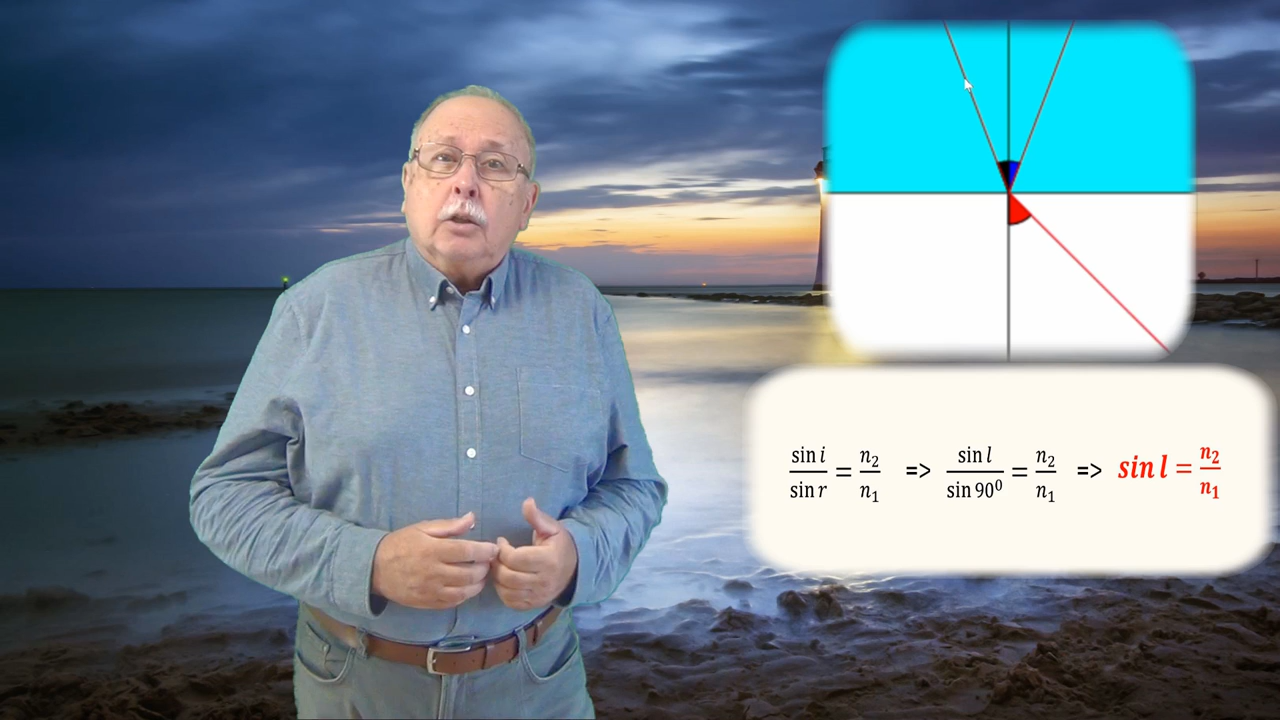 sin i / sin r = n₂ / n₁ => sin l / sin 90⁰ = n₂ / n₁ => sin l = n₂ / n₁